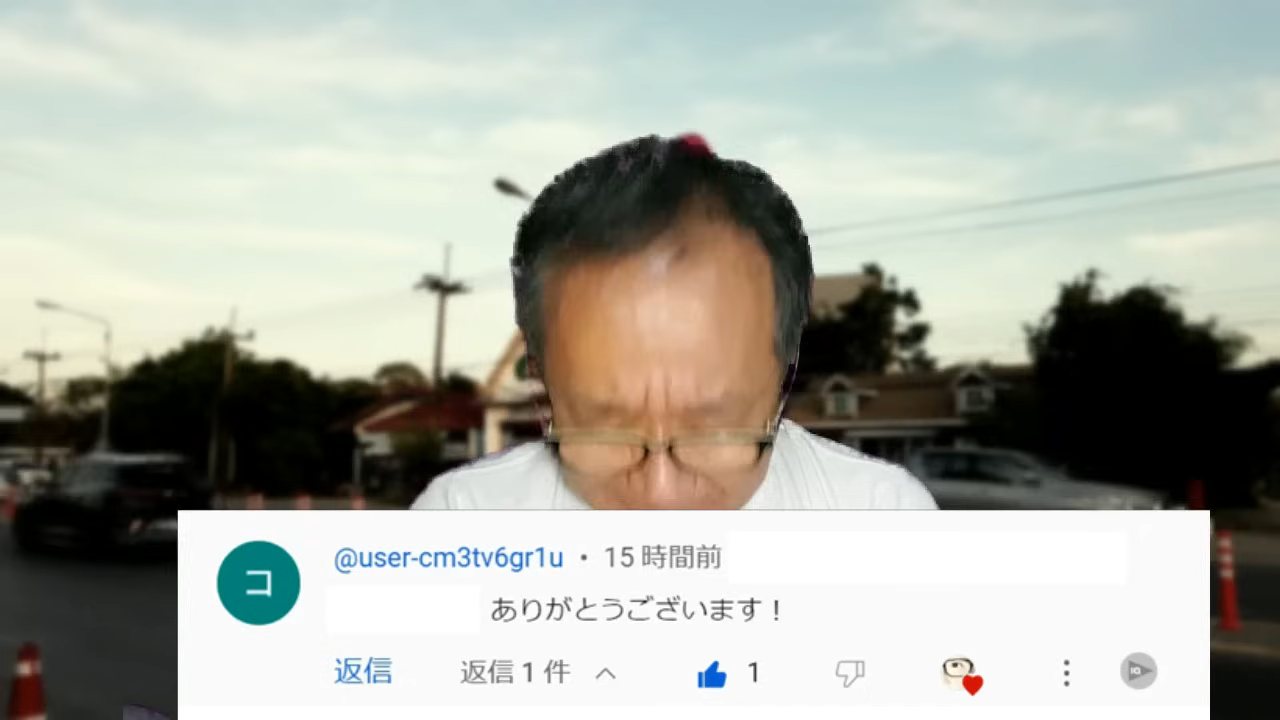 コ
@user-cm3tv6gr1u ・ 15 時間前
ありがとうございます！
返信 返信 1 件 1